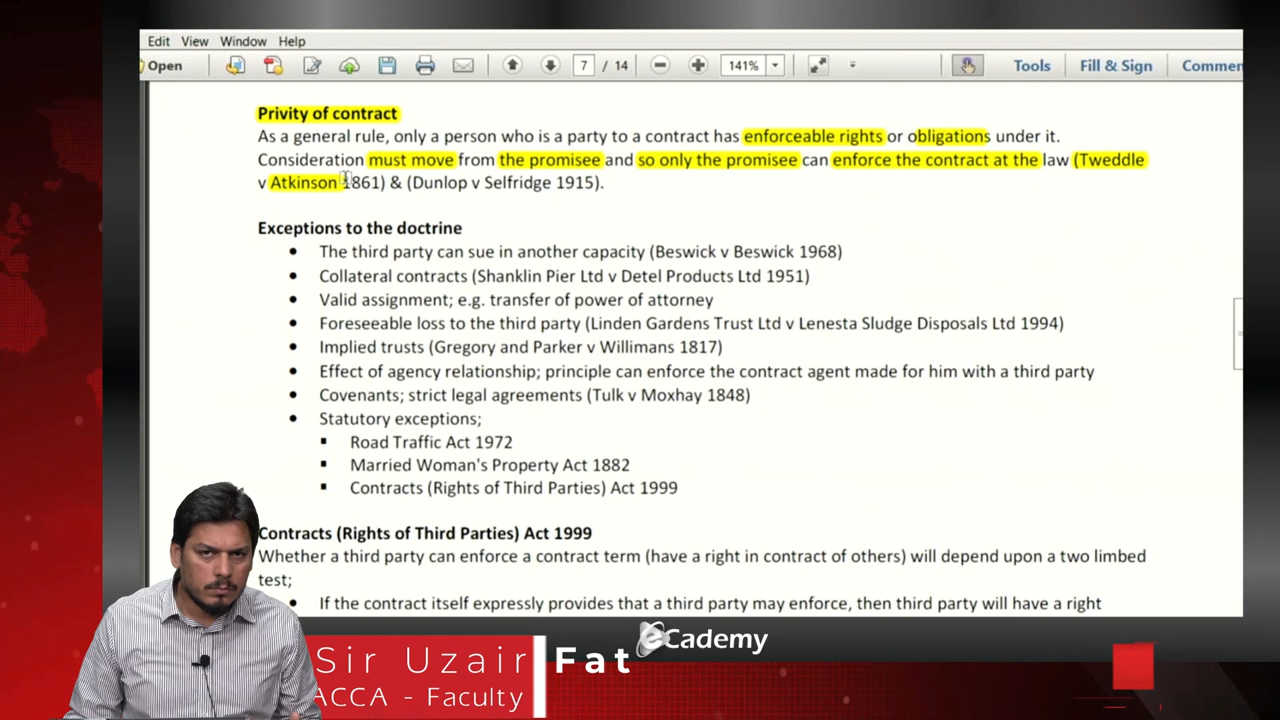 Edit View Window Help
Open 7 / 14 141% Tools Fill & Sign Commen
Privity of contract
As a general rule, only a person who is a party to a contract has enforceable rights or obligations under it.
Consideration must move from the promisee and so only the promisee can enforce the contract at the law (Tweddle
v Atkinson 1861) & (Dunlop v Selfridge 1915).
Exceptions to the doctrine
• The third party can sue in another capacity (Beswick v Beswick 1968)
• Collateral contracts (Shanklin Pier Ltd v Detel Products Ltd 1951)
• Valid assignment; e.g. transfer of power of attorney
• Foreseeable loss to the third party (Linden Gardens Trust Ltd v Lenesta Sludge Disposals Ltd 1994)
• Implied trusts (Gregory and Parker v Willimans 1817)
• Effect of agency relationship; principle can enforce the contract agent made for him with a third party
• Covenants; strict legal agreements (Tulk v Moxhay 1848)
• Statutory exceptions;
▪ Road Traffic Act 1972
▪ Married Woman's Property Act 1882
▪ Contracts (Rights of Third Parties) Act 1999
Contracts (Rights of Third Parties) Act 1999
Whether a third party can enforce a contract term (have a right in contract of others) will depend upon a two limbed
test;
• If the contract itself expressly provides that a third party may enforce, then third party will have a right
eCademy
Sir Uzair Fat
ACCA - Faculty